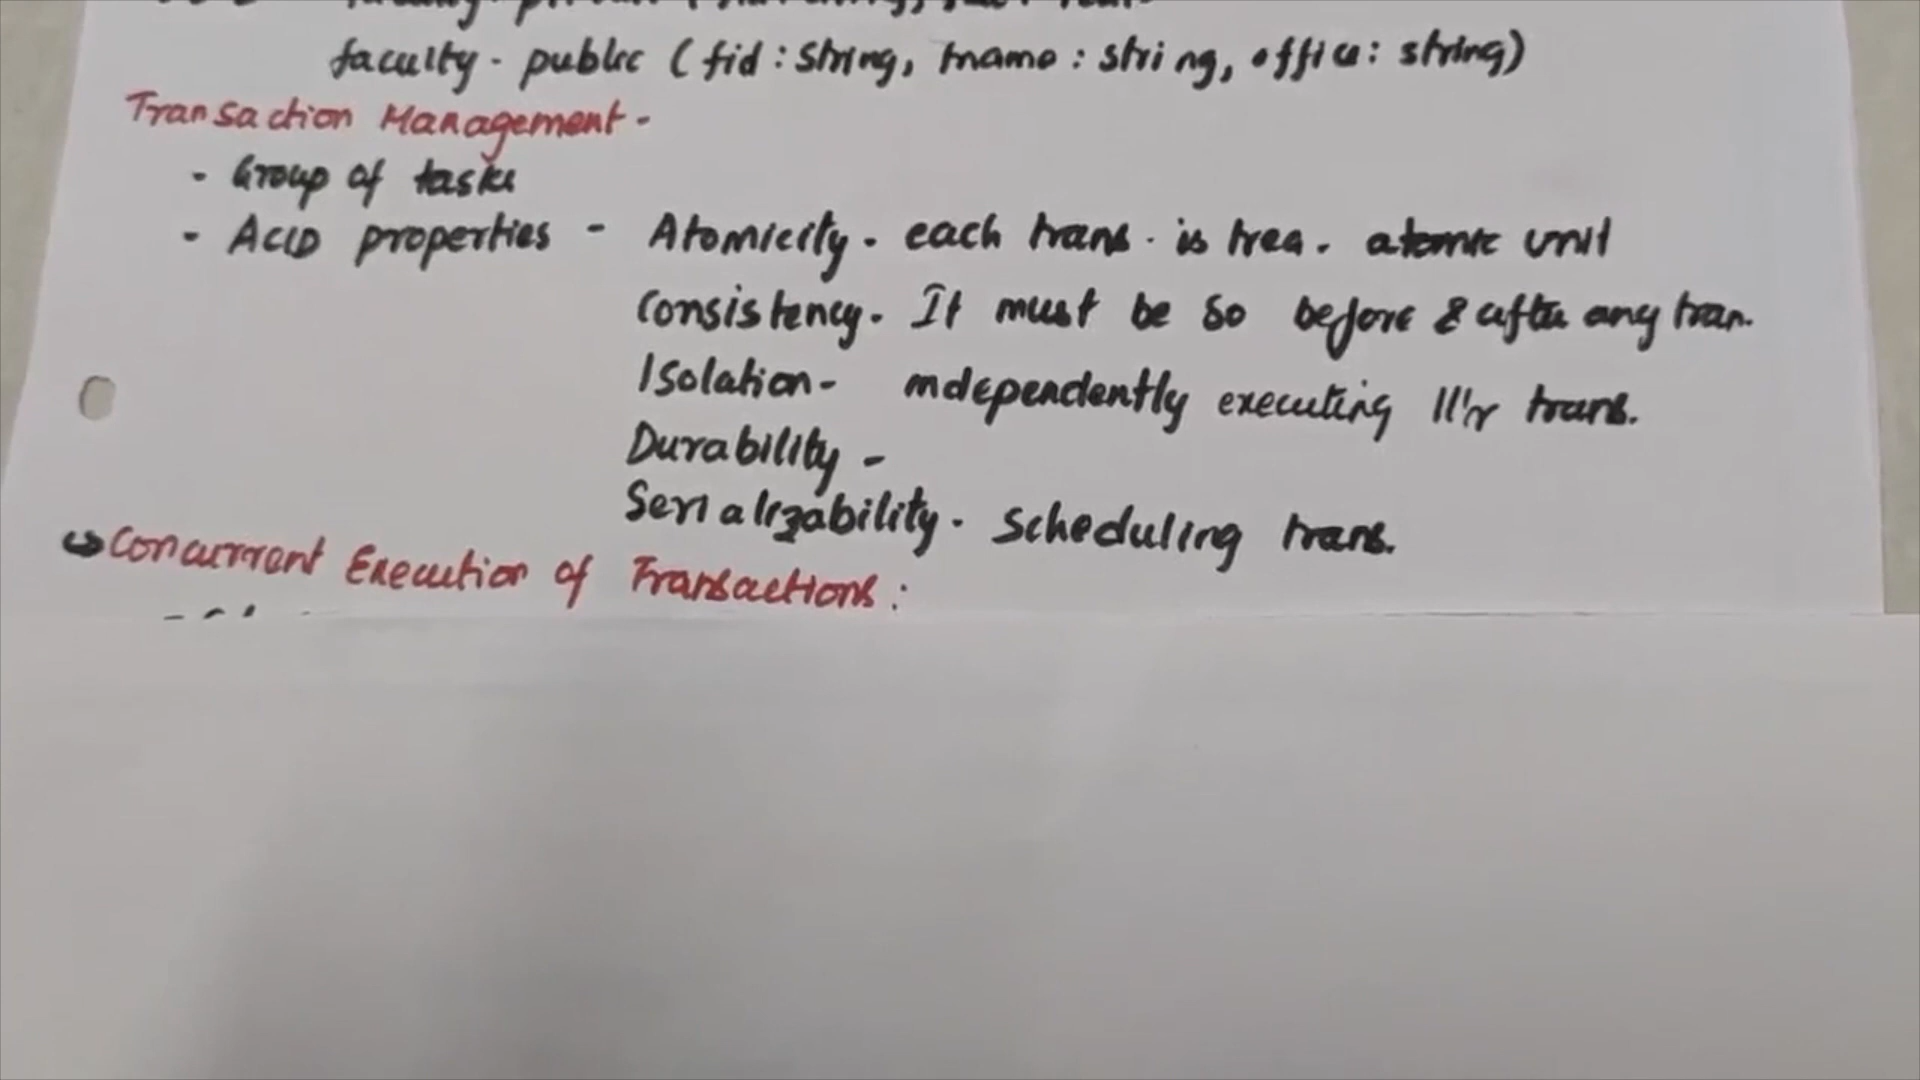 faculty - public (fid : string, fname : string, office : string)
Transaction Management -
- Group of tasks
- ACID properties - Atomicity - each trans. is trea. atomic unit
Consistency - It must be so before & after any tran.
Isolation - independently executing ll'r trans.
Durability -
Serializability - Scheduling trans.
↪ Concurrent Execution of Transactions :